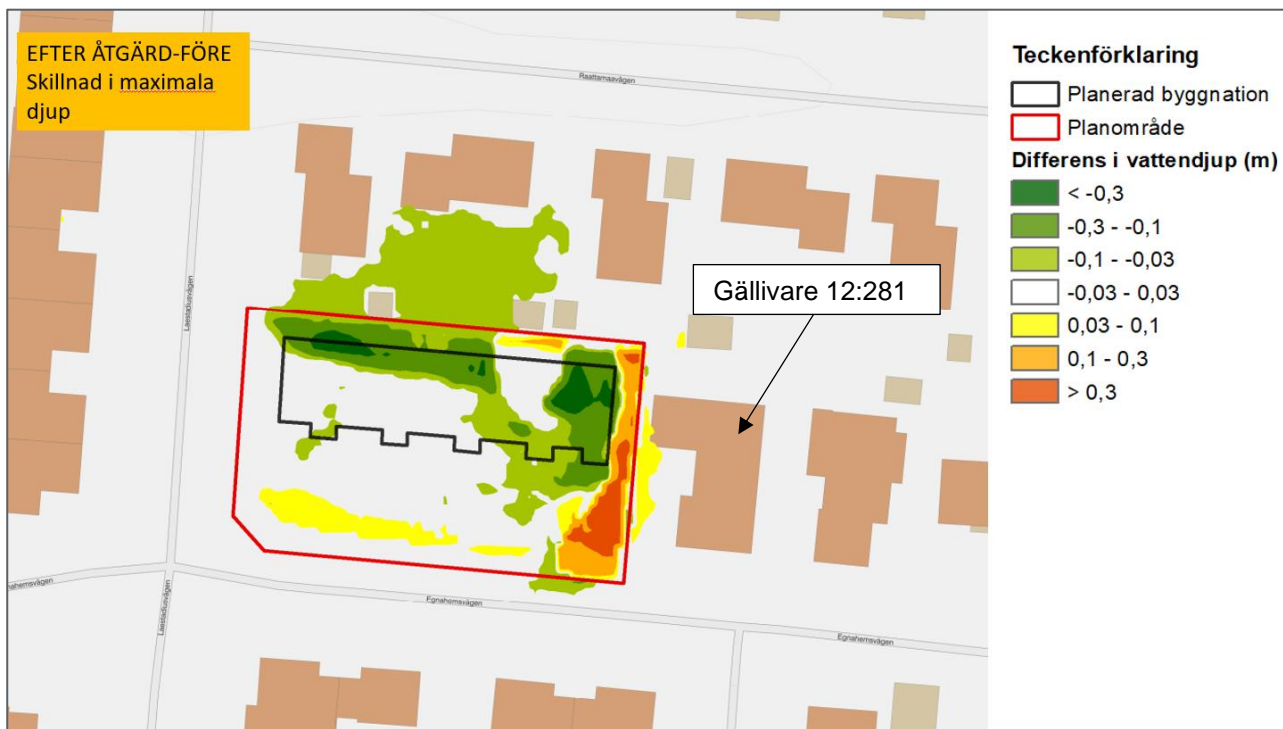 EFTER ÅTGÄRD-FÖRE
Skillnad i maximala
djup
Raattamaavägen
Laestadiusvägen
Gällivare 12:281
Laestadiusvägen
Egnahemsvägen
Egnahemsvägen
Teckenförklaring
Planerad byggnation
Planområde
Differens i vattendjup (m)
< -0,3
-0,3 - -0,1
-0,1 - -0,03
-0,03 - 0,03
0,03 - 0,1
0,1 - 0,3
> 0,3